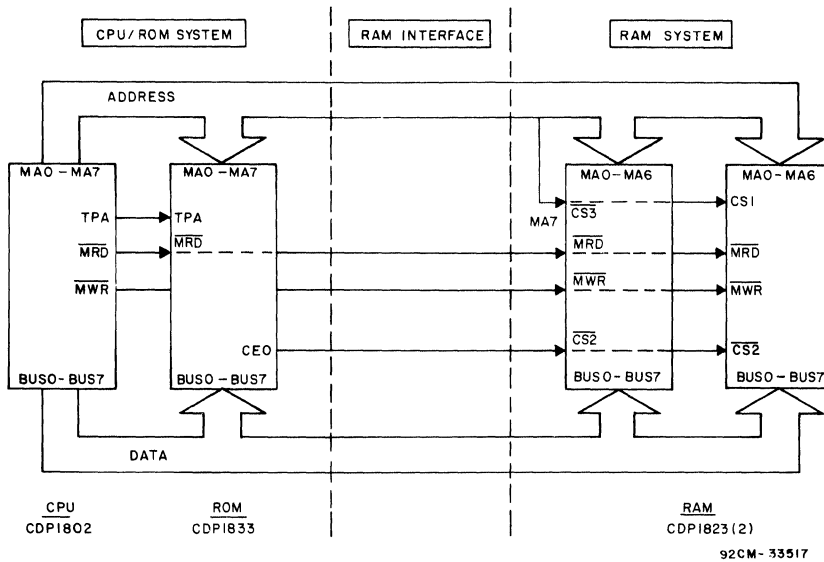 CPU/ROM SYSTEM
RAM INTERFACE
RAM SYSTEM
ADDRESS
MA0-MA7
MA0-MA7
MA0-MA6
MA0-MA6
TPA
TPA
MA7
CS3
CS1
MRD
MRD
MRD
MRD
MWR
MWR
MWR
CEO
CS2
CS2
BUS0-BUS7
BUS0-BUS7
BUS0-BUS7
BUS0-BUS7
DATA
CPU
CDP1802
ROM
CDP1833
RAM
CDP1823(2)
92CM-33517